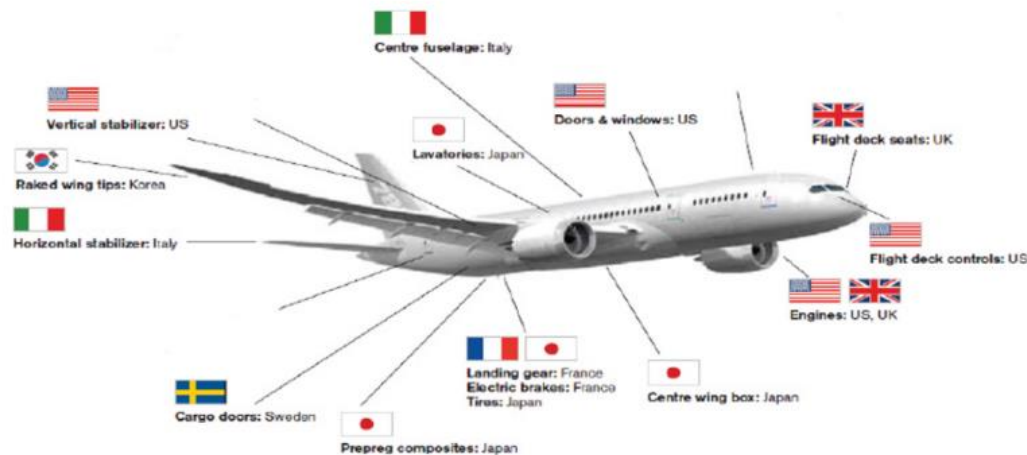 Centre fuselage: Italy
Vertical stabilizer: US
Doors & windows: US
Flight deck seats: UK
Lavatories: Japan
Raked wing tips: Korea
Horizontal stabilizer: Italy
Flight deck controls: US
Engines: US, UK
Landing gear: France
Electric brakes: France
Tires: Japan
Centre wing box: Japan
Cargo doors: Sweden
Prepreg composites: Japan